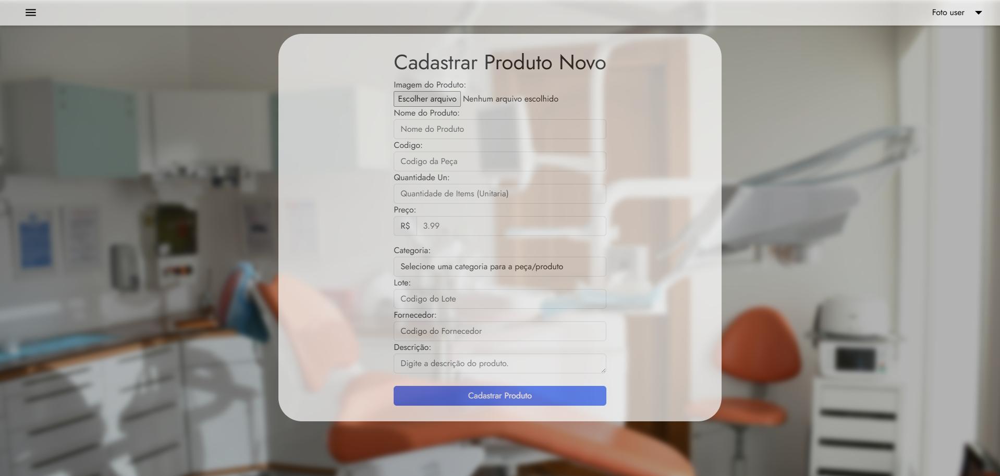 Foto user
Cadastrar Produto Novo
Imagem do Produto:
Escolher arquivo Nenhum arquivo escolhido
Nome do Produto:
Nome do Produto
Codigo:
Codigo da Peça
Quantidade Un:
Quantidade de Items (Unitaria)
Preço:
R$ 3.99
Categoria:
Selecione uma categoria para a peça/produto
Lote:
Codigo do Lote
Fornecedor:
Codigo do Fornecedor
Descrição:
Digite a descrição do produto.
Cadastrar Produto